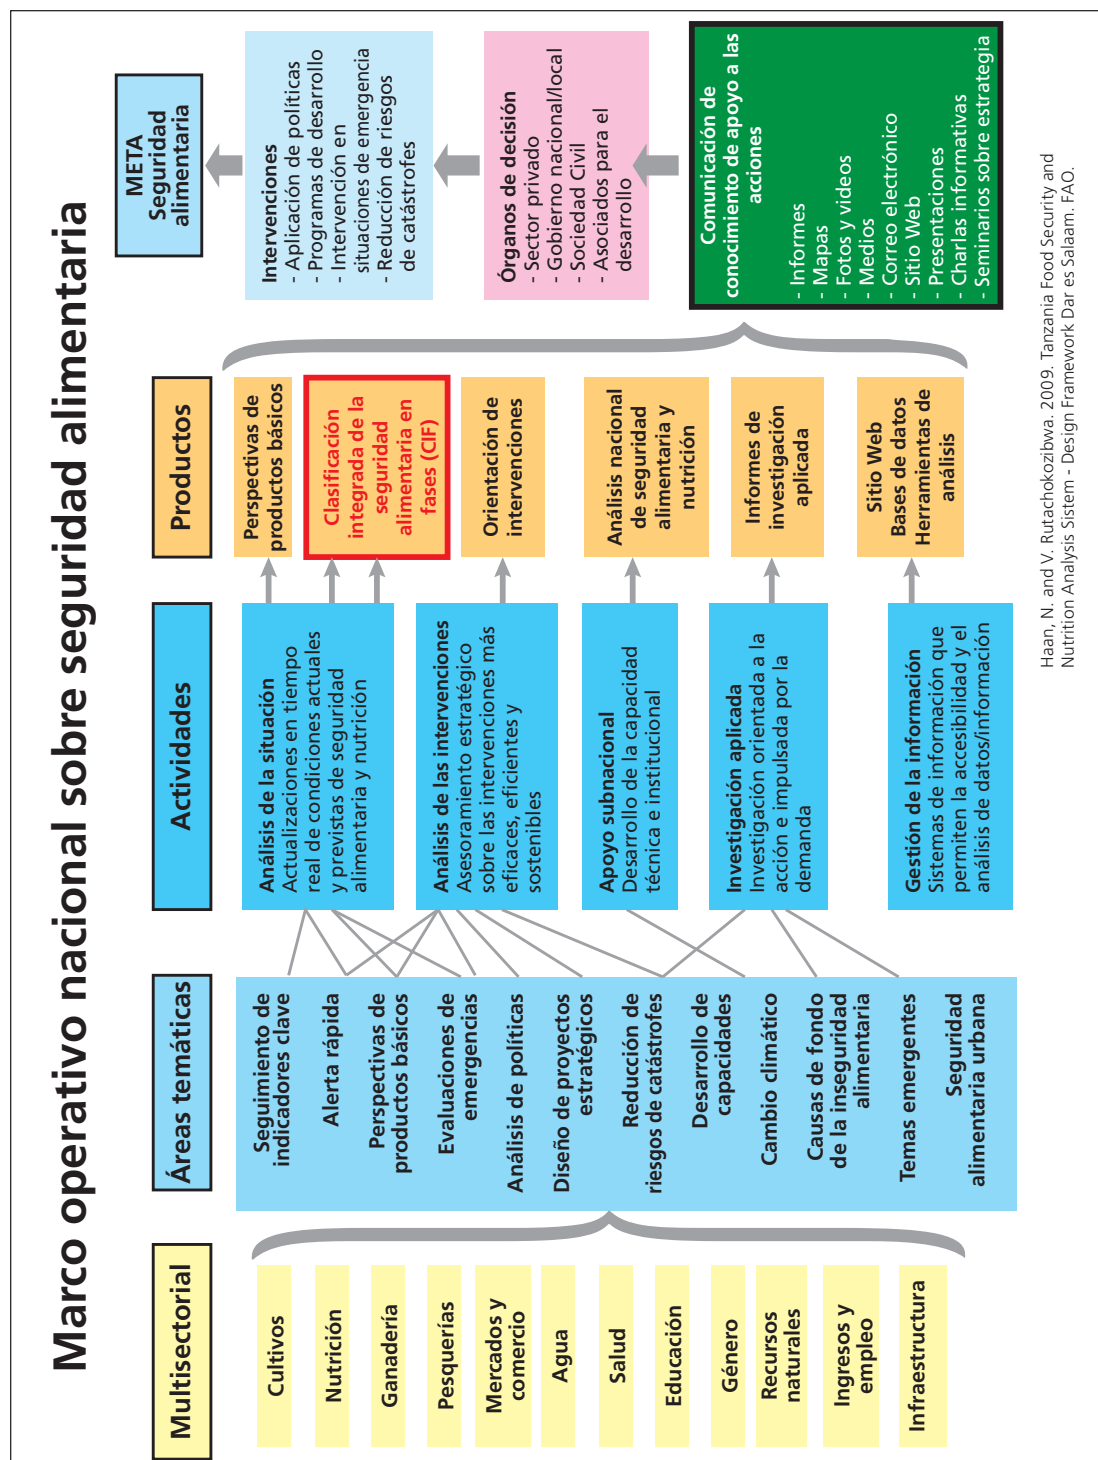 Marco operativo nacional sobre seguridad alimentaria
Multisectorial
Cultivos
Nutrición
Ganadería
Pesquerías
Mercados y
comercio
Agua
Salud
Educación
Género
Recursos
naturales
Ingresos y
empleo
Infraestructura
Áreas temáticas
Seguimiento de
indicadores clave
Alerta rápida
Perspectivas de
productos básicos
Evaluaciones de
emergencias
Análisis de políticas
Diseño de proyectos
estratégicos
Reducción de
riesgos de catástrofes
Desarrollo de
capacidades
Cambio climático
Causas de fondo
de la inseguridad
alimentaria
Temas emergentes
Seguridad
alimentaria urbana
Actividades
Análisis de la situación
Actualizaciones en tiempo
real de condiciones actuales
y previstas de seguridad
alimentaria y nutrición
Análisis de las intervenciones
Asesoramiento estratégico
sobre las intervenciones más
eficaces, eficientes y
sostenibles
Apoyo subnacional
Desarrollo de la capacidad
técnica e institucional
Investigación aplicada
Investigación orientada a la
acción e impulsada por la
demanda
Gestión de la información
Sistemas de información que
permiten la accesibilidad y el
análisis de datos/información
Productos
Perspectivas de
productos básicos
Clasificación
integrada de la
seguridad
alimentaria en
fases (CIF)
Orientación de
intervenciones
Análisis nacional
de seguridad
alimentaria y
nutrición
Informes de
investigación
aplicada
Sitio Web
Bases de datos
Herramientas de
análisis
META
Seguridad
alimentaria
Intervenciones
- Aplicación de políticas
- Programas de desarrollo
- Intervención en
situaciones de emergencia
- Reducción de riesgos
de catástrofes
Órganos de decisión
- Sector privado
- Gobierno nacional/local
- Sociedad Civil
- Asociados para el
desarrollo
Comunicación de
conocimiento de apoyo a las
acciones
- Informes
- Mapas
- Fotos y videos
- Medios
- Correo electrónico
- Sitio Web
- Presentaciones
- Charlas informativas
- Seminarios sobre estrategia
Haan, N. and V. Rutachokozibwa. 2009. Tanzania Food Security and
Nutrition Analysis Sistem - Design Framework Dar es Salaam. FAO.